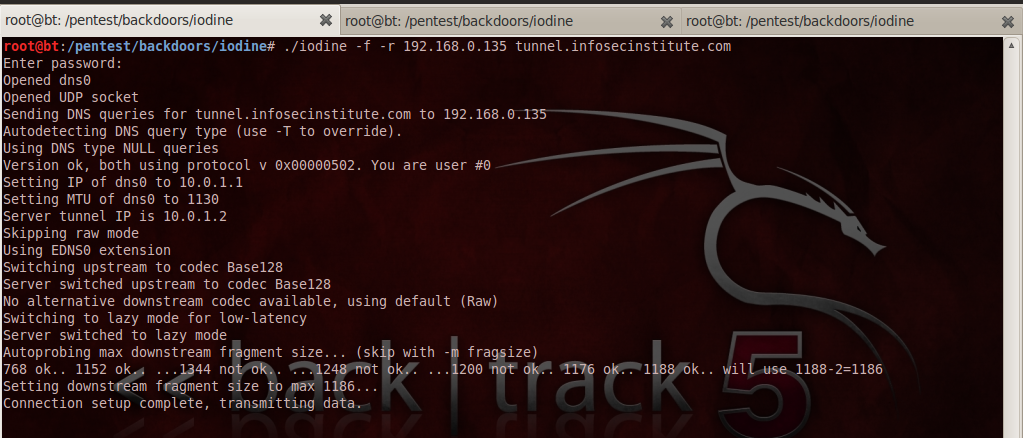 root@bt: /pentest/backdoors/iodine
root@bt: /pentest/backdoors/iodine
root@bt: /pentest/backdoors/iodine
root@bt:/pentest/backdoors/iodine# ./iodine -f -r 192.168.0.135 tunnel.infosecinstitute.com
Enter password:
Opened dns0
Opened UDP socket
Sending DNS queries for tunnel.infosecinstitute.com to 192.168.0.135
Autodetecting DNS query type (use -T to override).
Using DNS type NULL queries
Version ok, both using protocol v 0x00000502. You are user #0
Setting IP of dns0 to 10.0.1.1
Setting MTU of dns0 to 1130
Server tunnel IP is 10.0.1.2
Skipping raw mode
Using EDNS0 extension
Switching upstream to codec Base128
Server switched upstream to codec Base128
No alternative downstream codec available, using default (Raw)
Switching to lazy mode for low-latency
Server switched to lazy mode
Autoprobing max downstream fragment size... (skip with -m fragsize)
768 ok.. 1152 ok.. ...1344 not ok.. ...1248 not ok.. ...1200 not ok.. 1176 ok.. 1188 ok.. will use 1188-2=1186
Setting downstream fragment size to max 1186...
Connection setup complete, transmitting data.
<< back | track 5